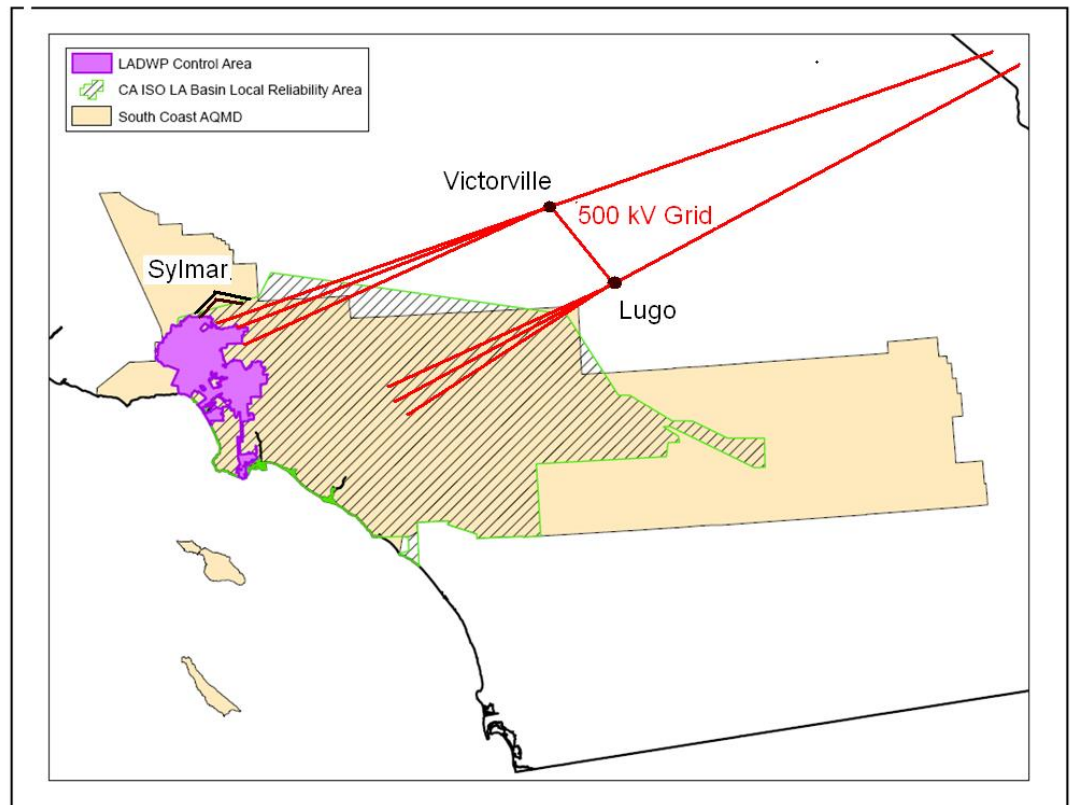 LADWP Control Area
CA ISO LA Basin Local Reliability Area
South Coast AQMD
Victorville
500 kV Grid
Sylmar
Lugo